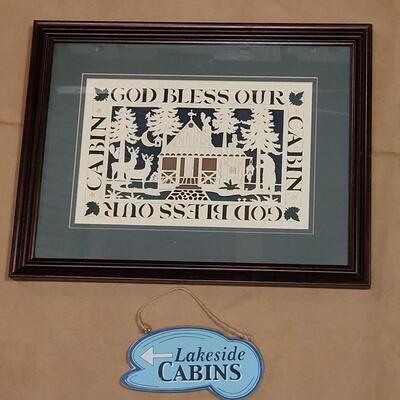 GOD BLESS OUR
CABIN
GOD BLESS OUR
CABIN
Lakeside
CABINS